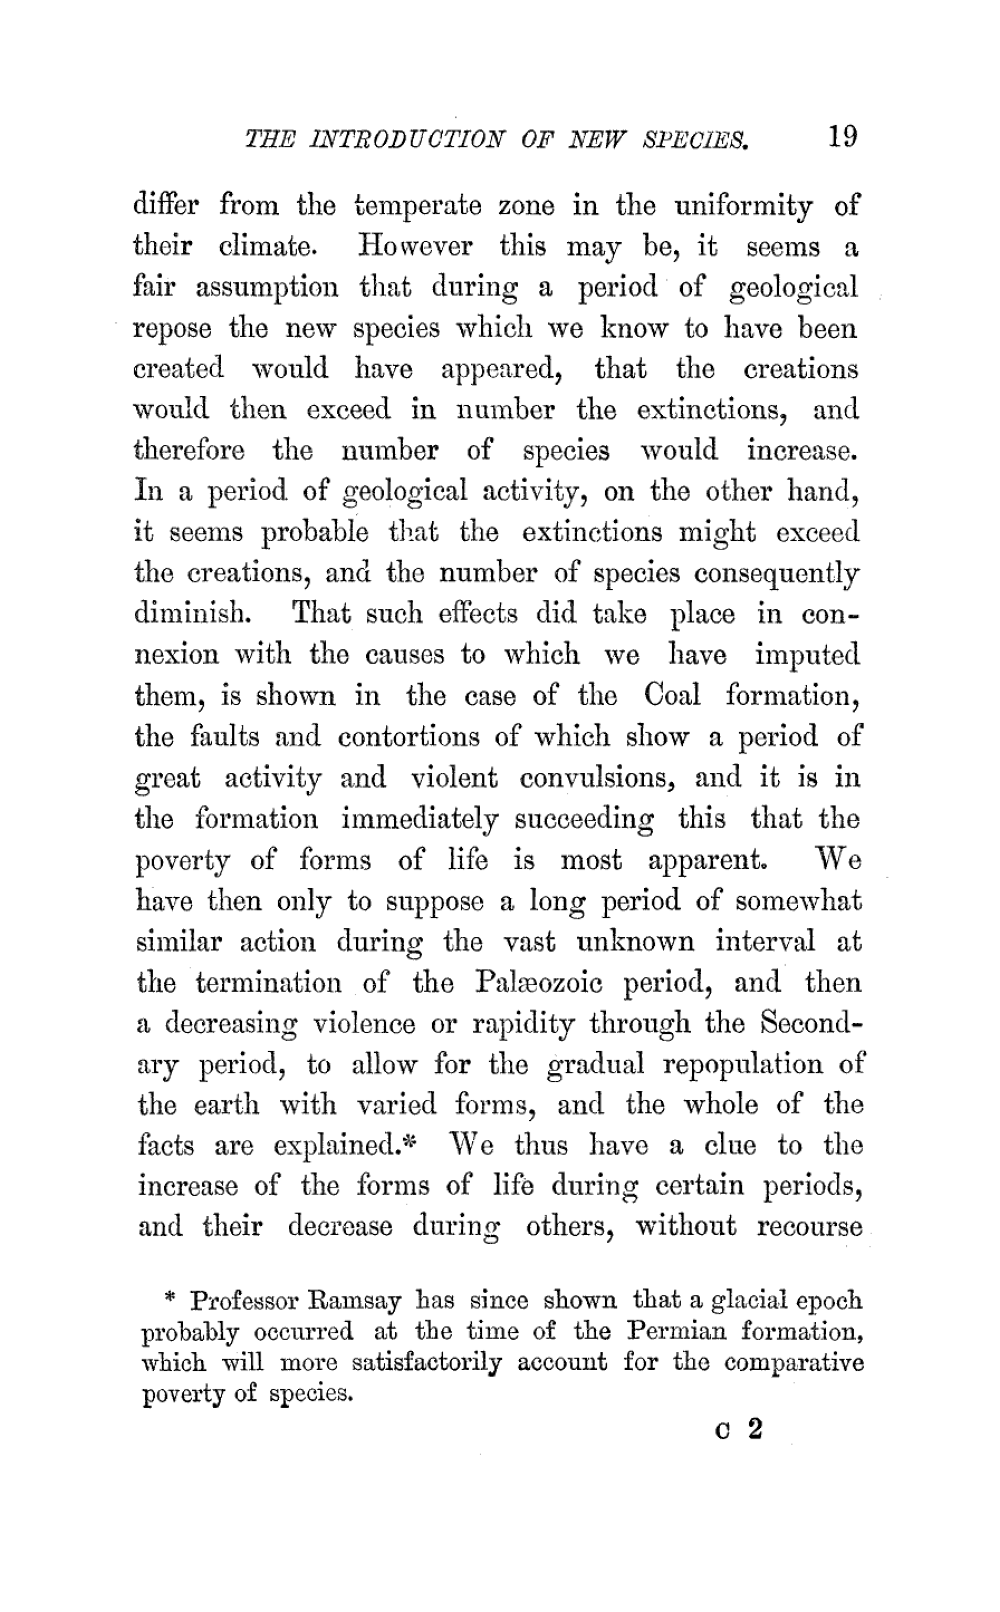 THE INTRODUCTION OF NEW SPECIES. 19
differ from the temperate zone in the uniformity of
their climate. However this may be, it seems a
fair assumption that during a period of geological
repose the new species which we know to have been
created would have appeared, that the creations
would then exceed in number the extinctions, and
therefore the number of species would increase.
In a period of geological activity, on the other hand,
it seems probable that the extinctions might exceed
the creations, and the number of species consequently
diminish. That such effects did take place in con-
nexion with the causes to which we have imputed
them, is shown in the case of the Coal formation,
the faults and contortions of which show a period of
great activity and violent convulsions, and it is in
the formation immediately succeeding this that the
poverty of forms of life is most apparent. We
have then only to suppose a long period of somewhat
similar action during the vast unknown interval at
the termination of the Palæozoic period, and then
a decreasing violence or rapidity through the Second-
ary period, to allow for the gradual repopulation of
the earth with varied forms, and the whole of the
facts are explained.* We thus have a clue to the
increase of the forms of life during certain periods,
and their decrease during others, without recourse
* Professor Ramsay has since shown that a glacial epoch
probably occurred at the time of the Permian formation,
which will more satisfactorily account for the comparative
poverty of species.
C 2